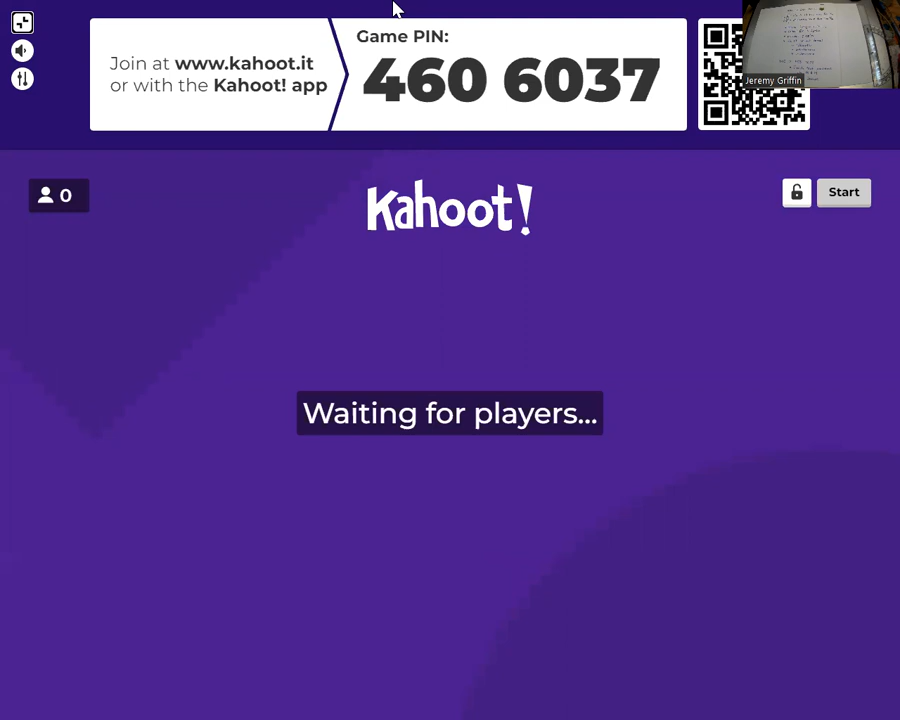 Join at www.kahoot.it
or with the Kahoot! app
Game PIN:
460 6037
Jeremy Griffin
0
Kahoot!
Start
Waiting for players...